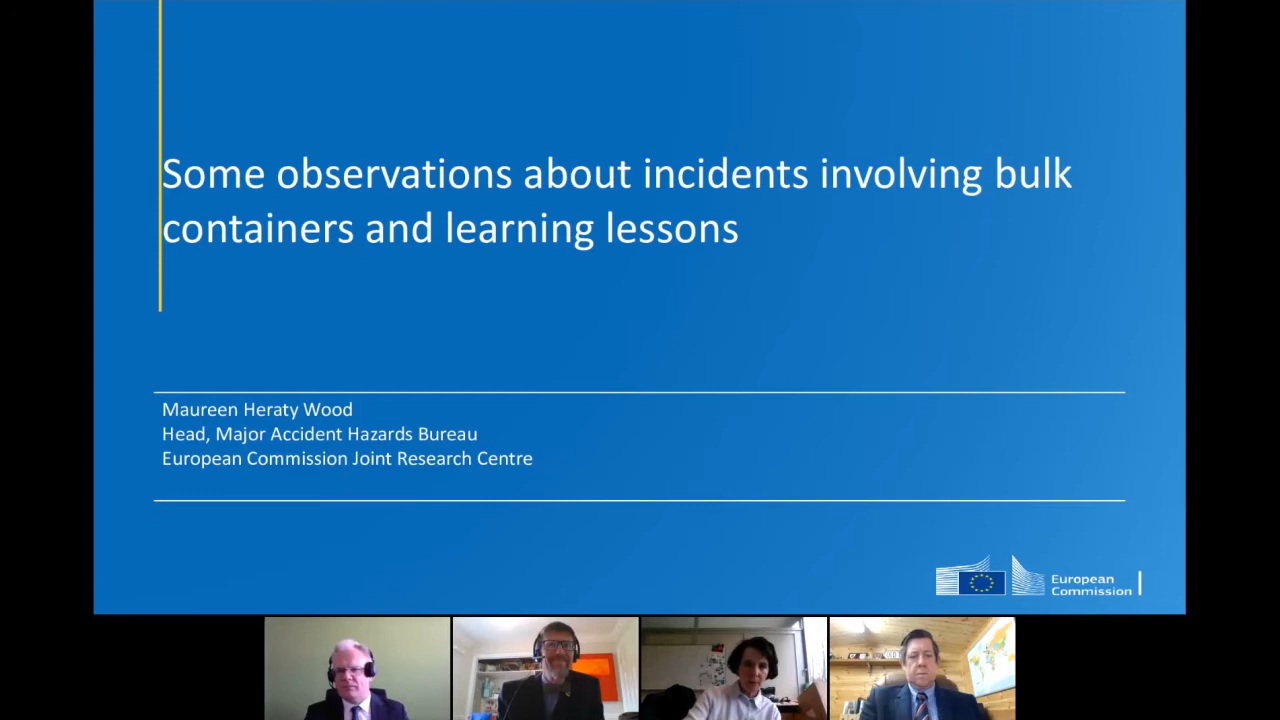 Some observations about incidents involving bulk
containers and learning lessons
Maureen Heraty Wood
Head, Major Accident Hazards Bureau
European Commission Joint Research Centre
European
Commission